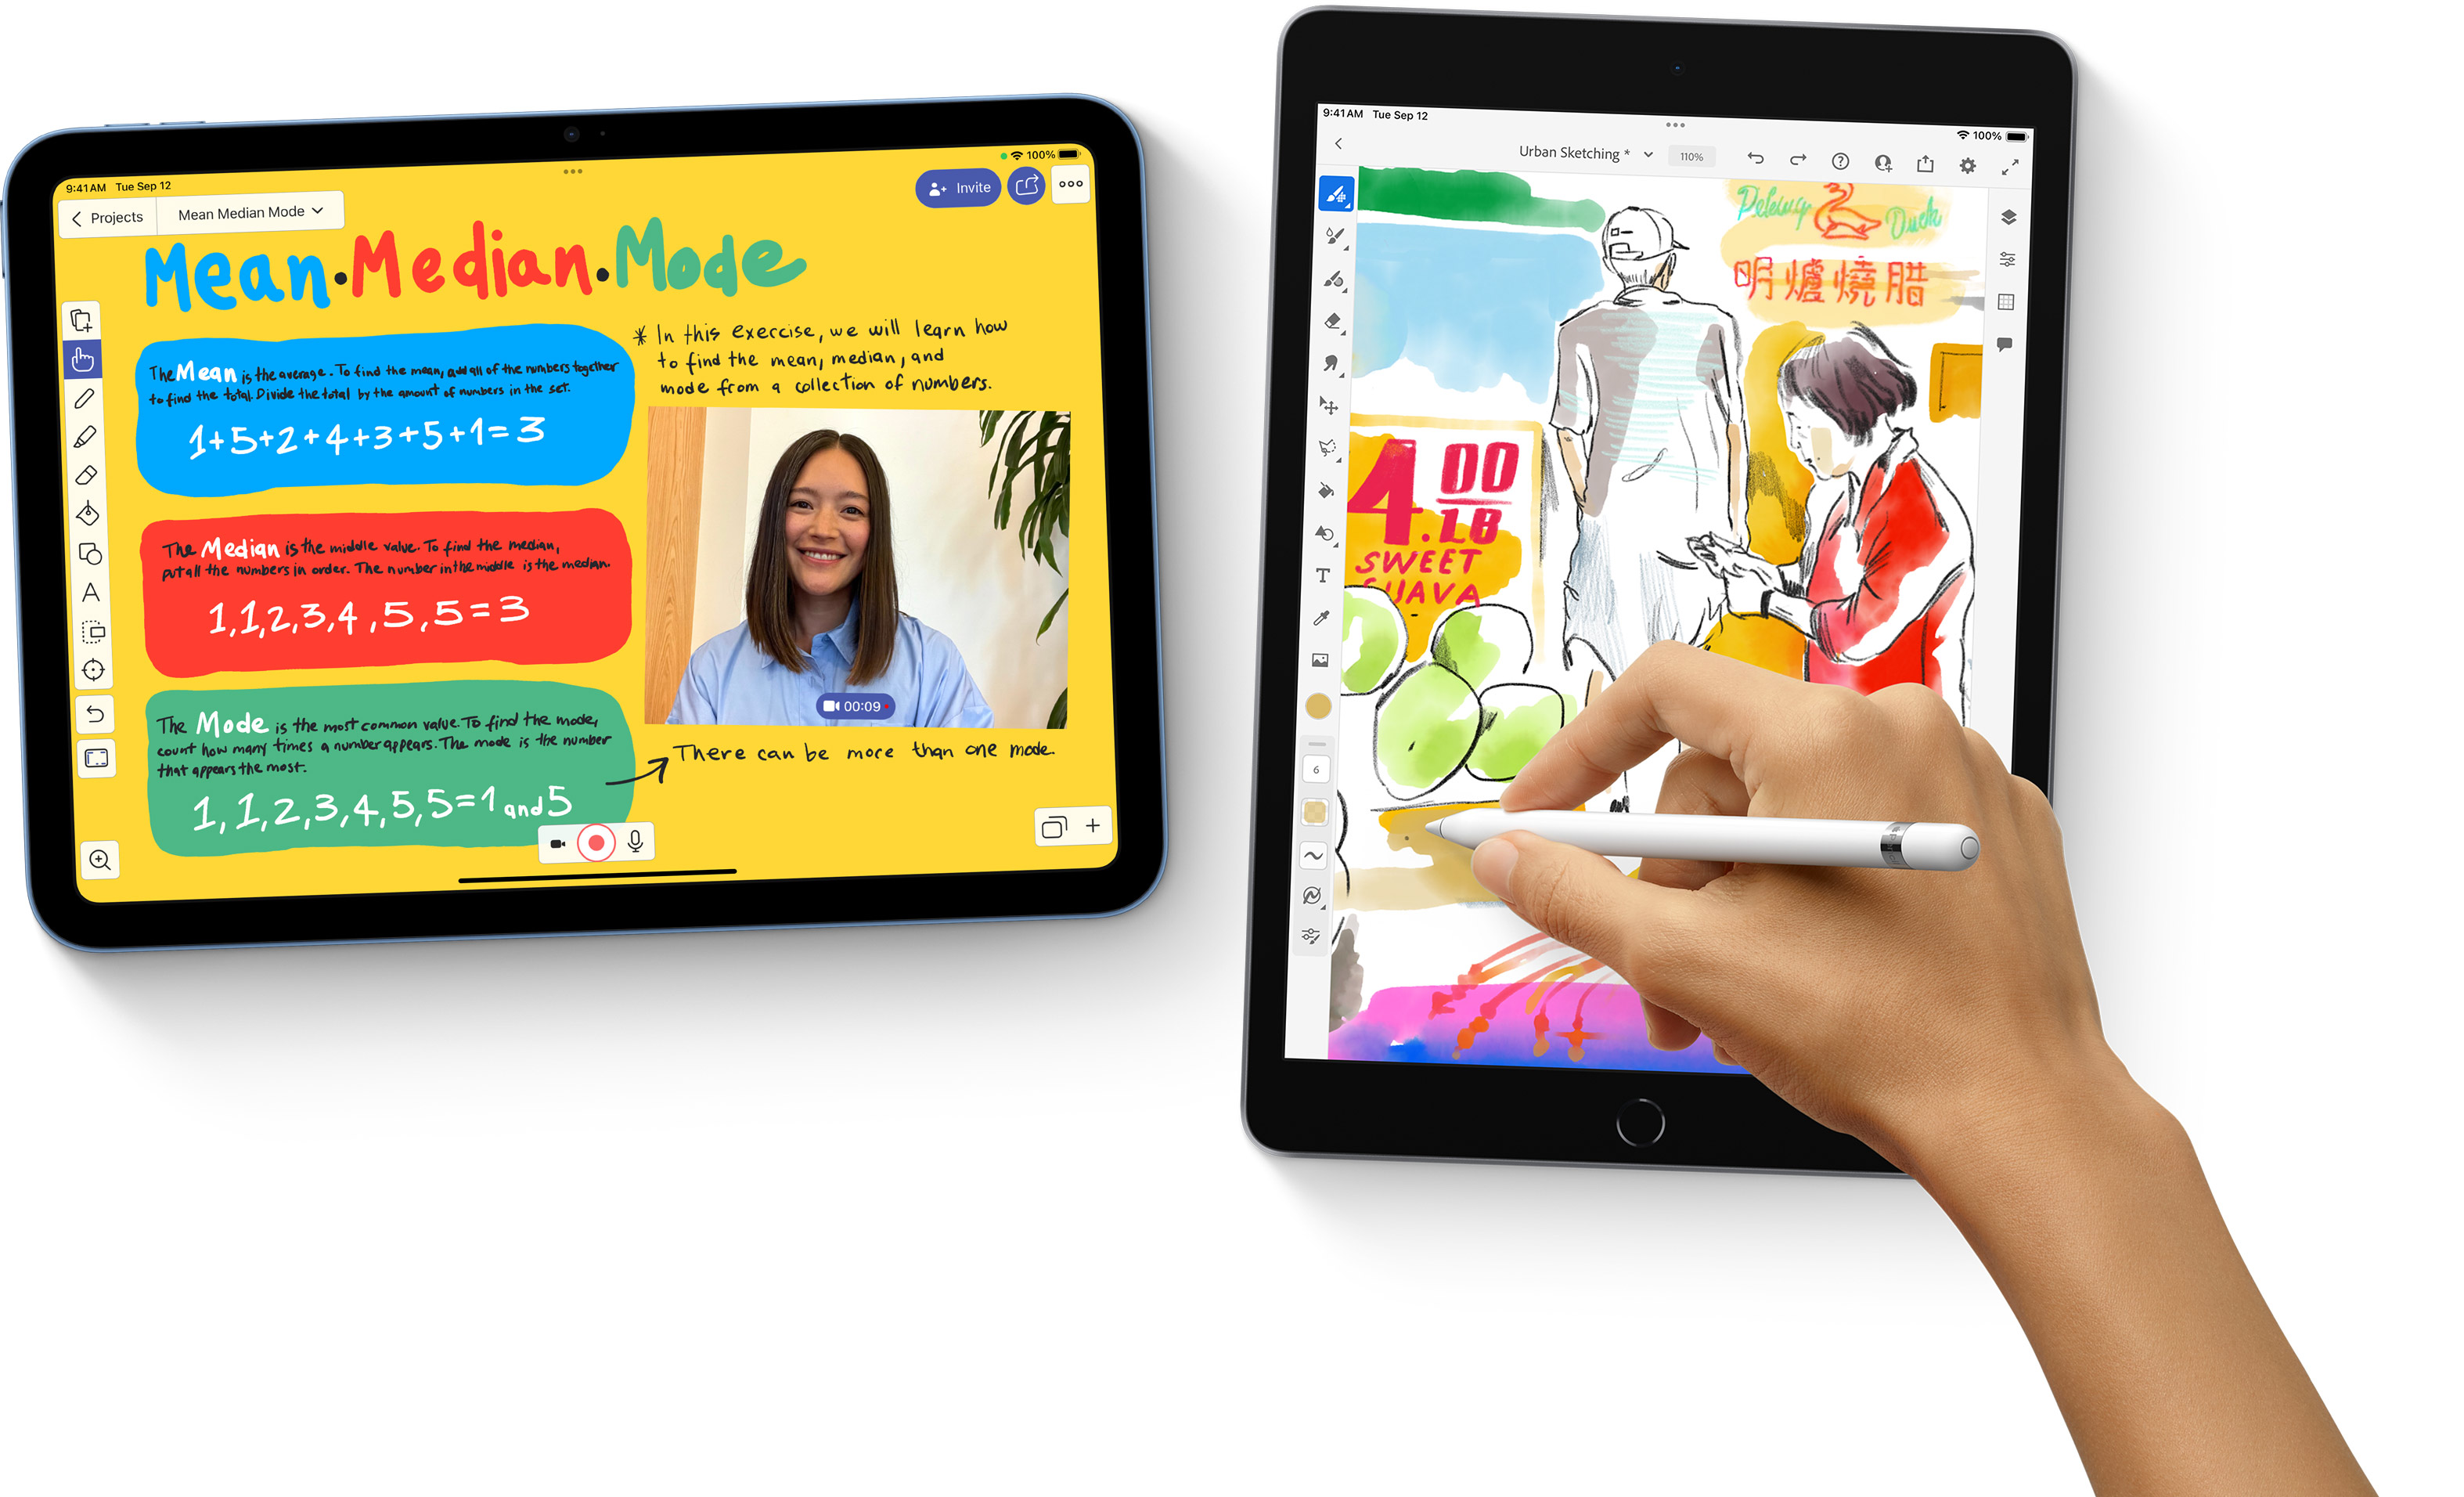 9:41 AM Tue Sep 12
100%
Projects
Mean Median Mode
Invite
Mean·Median·Mode
The Mean is the average. To find the mean, add all of the numbers together
to find the total. Divide the total by the amount of numbers in the set.
1+5+2+4+3+5+1=3
The Median is the middle value. To find the median,
put all the numbers in order. The number in the middle is the median.
1,1,2,3,4,5,5=3
The Mode is the most common value. To find the mode,
count how many times a number appears. The mode is the number
that appears the most.
1,1,2,3,4,5,5=1 and 5
* In this exercise, we will learn how
to find the mean, median, and
mode from a collection of numbers.
00:09
There can be more than one mode.
A
9:41 AM Tue Sep 12
100%
Urban Sketching *
110%
Duck
明爐燒腊
4.00
1B
SWEET
GUAVA
T
6